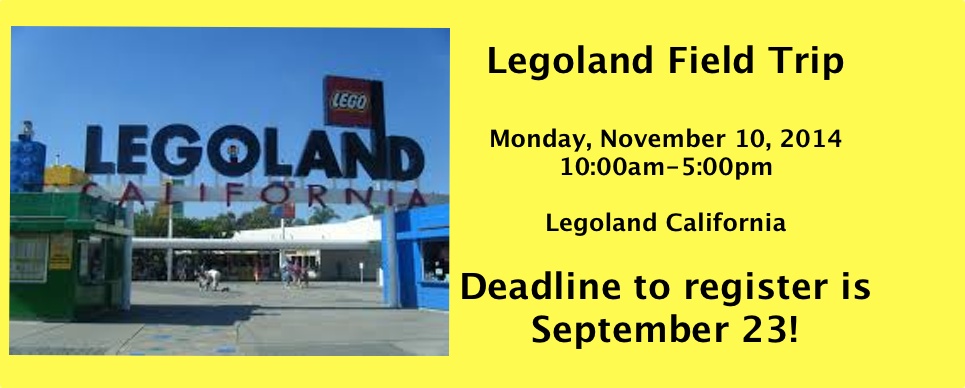 LEGO
LEGOLAND
CALIFORNIA
Legoland Field Trip
Monday, November 10, 2014
10:00am-5:00pm
Legoland California
Deadline to register is
September 23!